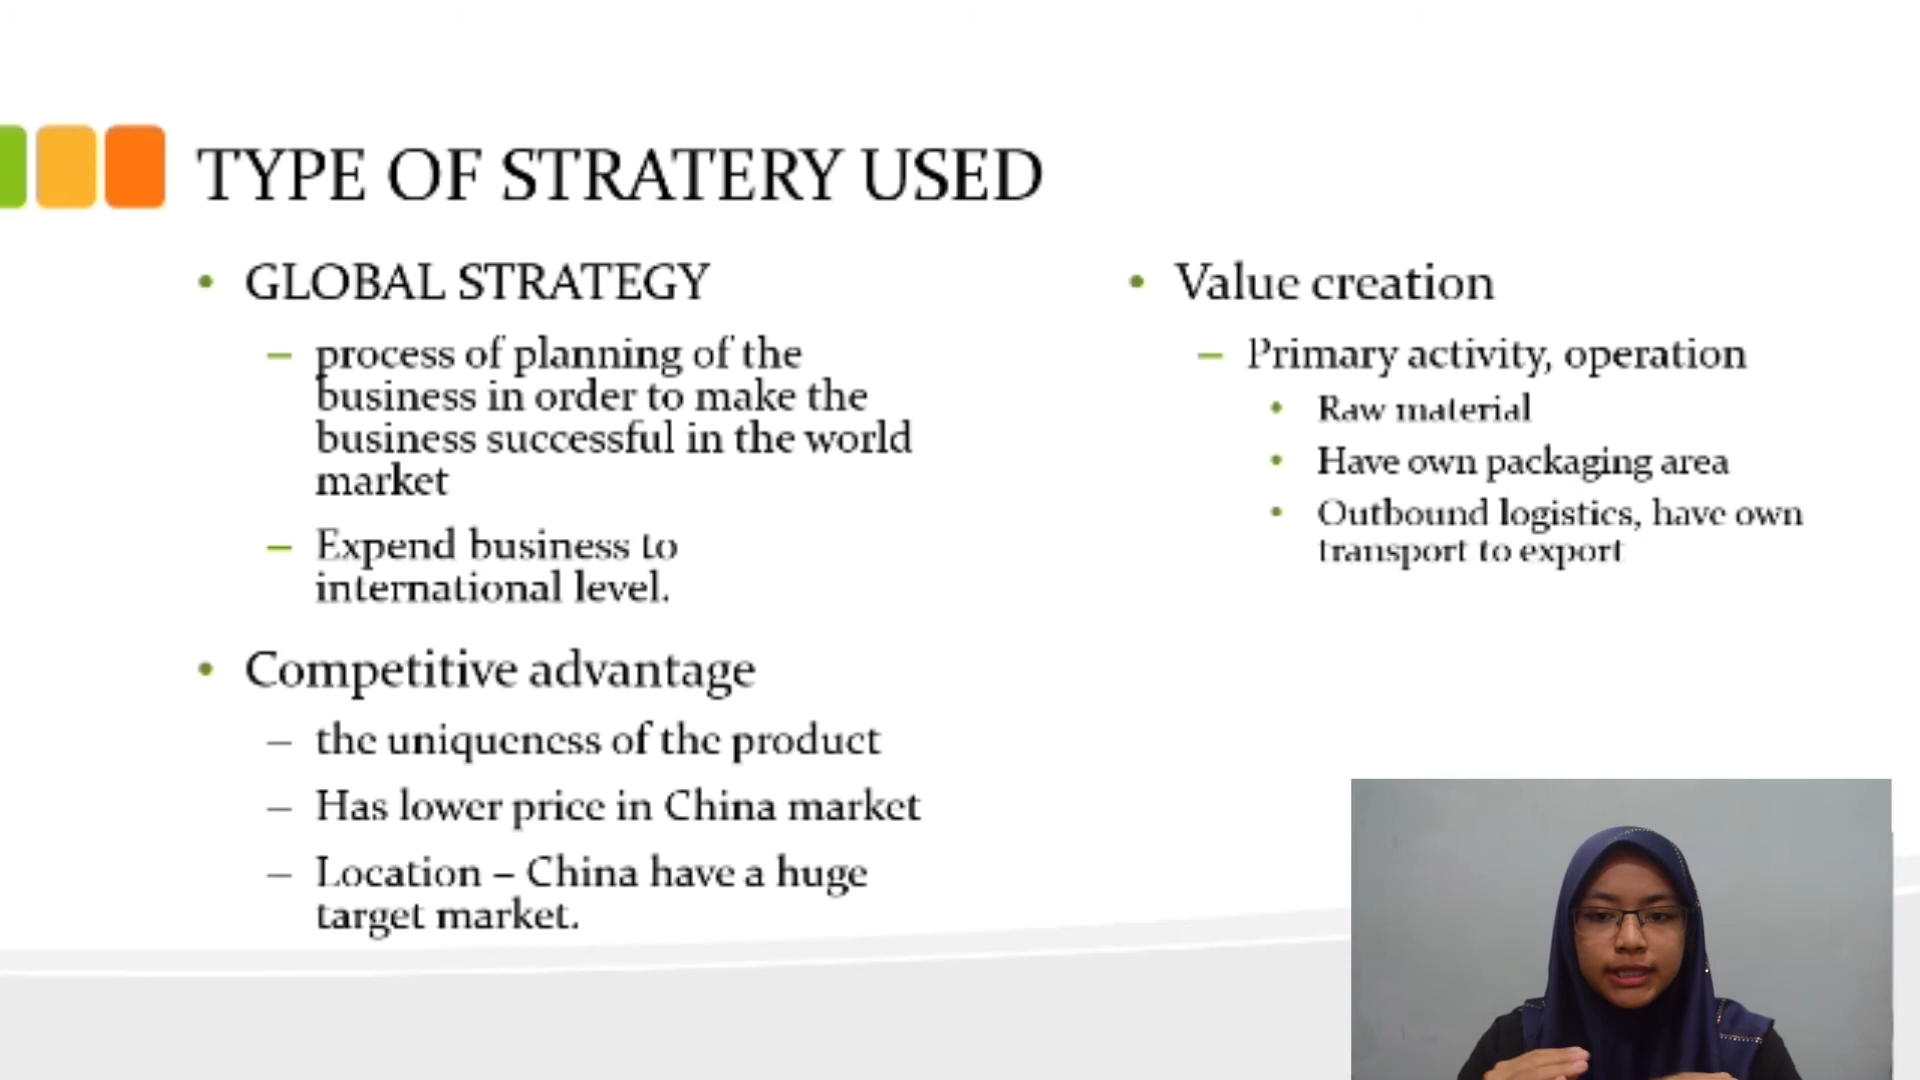 TYPE OF STRATERY USED
• GLOBAL STRATEGY
– process of planning of the
business in order to make the
business successful in the world
market
– Expend business to
international level.
• Competitive advantage
– the uniqueness of the product
– Has lower price in China market
– Location – China have a huge
target market.
• Value creation
– Primary activity, operation
• Raw material
• Have own packaging area
• Outbound logistics, have own
transport to export